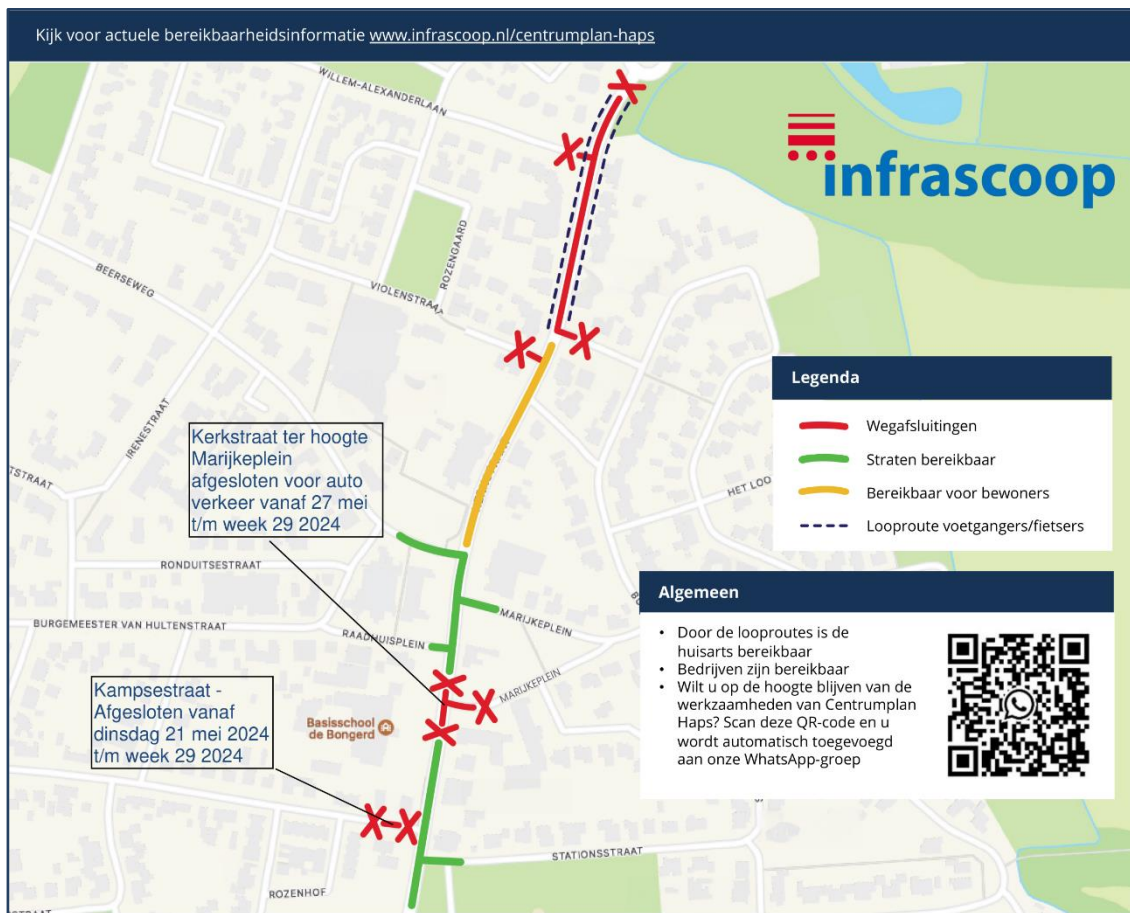 Kijk voor actuele bereikbaarheidsinformatie www.infrascoop.nl/centrumplan-haps
WILLEM-ALEXANDERLAAN
infrascoop
ROZENGAARD
BEERSEWEG
VIOLENSTRAAT
IRENESTRAAT
Legenda
Wegafsluitingen
Straten bereikbaar
Bereikbaar voor bewoners
Looproute voetgangers/fietsers
Kerkstraat ter hoogte
Marijkeplein
afgesloten voor auto
verkeer vanaf 27 mei
t/m week 29 2024
HET LOO
RONDUITSESTRAAT
BURGEMEESTER VAN HULTENSTRAAT
RAADHUISPLEIN
MARIJKEPLEIN
MARIJKEPLEIN
Algemeen
• Door de looproutes is de
huisarts bereikbaar
• Bedrijven zijn bereikbaar
• Wilt u op de hoogte blijven van de
werkzaamheden van Centrumplan
Haps? Scan deze QR-code en u
wordt automatisch toegevoegd
aan onze WhatsApp-groep
Kampsestraat -
Afgesloten vanaf
dinsdag 21 mei 2024
t/m week 29 2024
Basisschool
de Bongerd
STATIONSSTRAAT
ROZENHOF